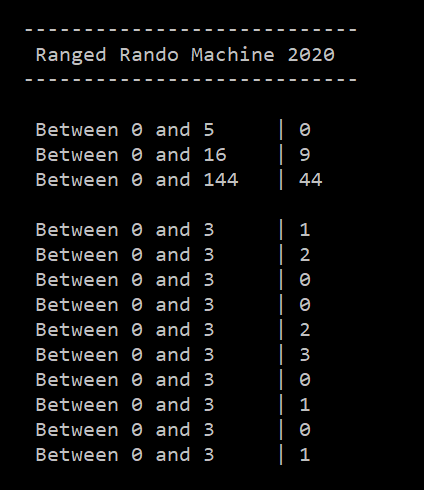 ----------------------------
Ranged Rando Machine 2020
----------------------------
Between 0 and 5     | 0
Between 0 and 16    | 9
Between 0 and 144   | 44
Between 0 and 3     | 1
Between 0 and 3     | 2
Between 0 and 3     | 0
Between 0 and 3     | 0
Between 0 and 3     | 2
Between 0 and 3     | 3
Between 0 and 3     | 0
Between 0 and 3     | 1
Between 0 and 3     | 0
Between 0 and 3     | 1